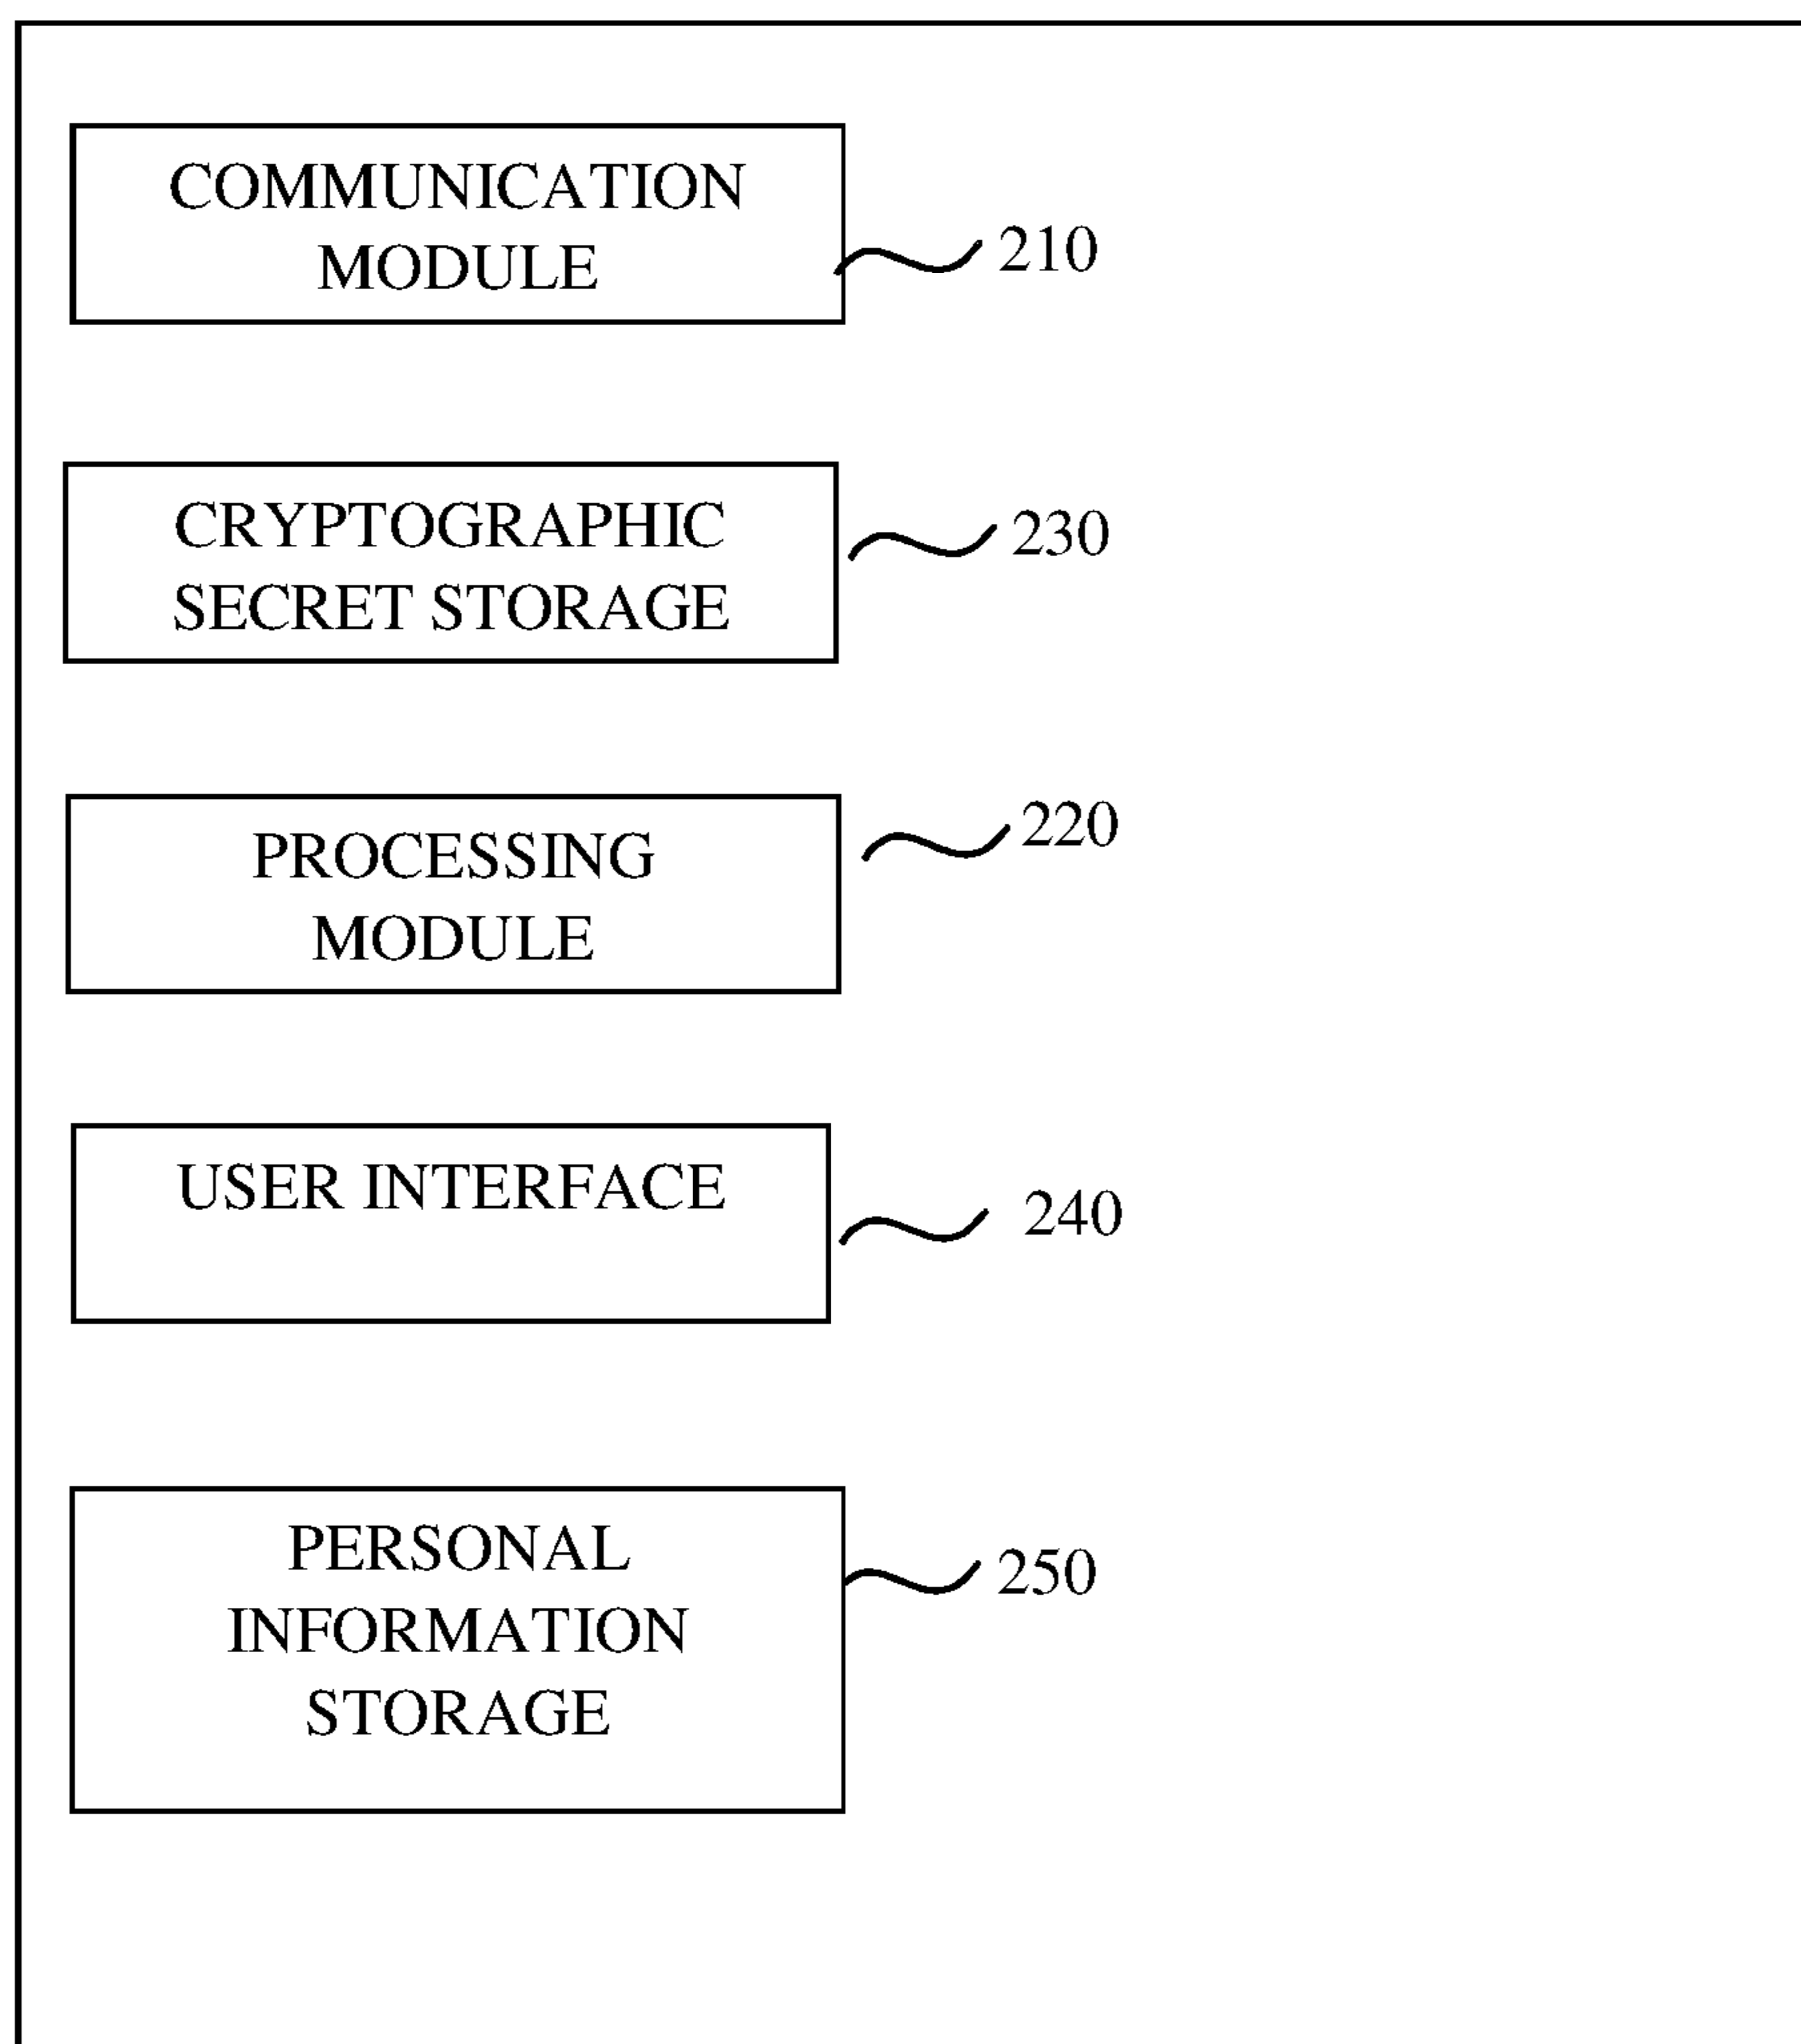 COMMUNICATION
MODULE
210
CRYPTOGRAPHIC
SECRET STORAGE
230
PROCESSING
MODULE
220
USER INTERFACE
240
PERSONAL
INFORMATION
STORAGE
250